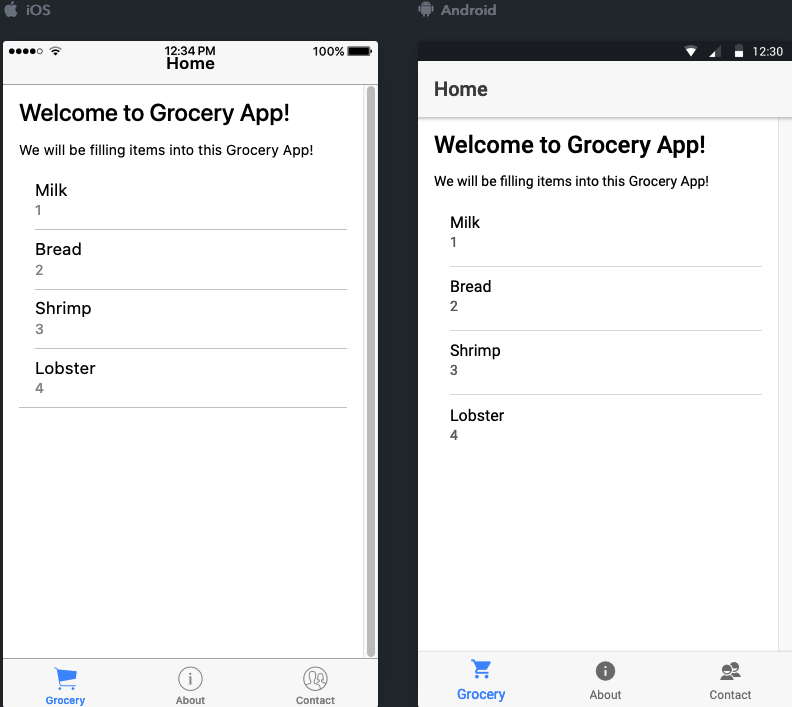 iOS
12:34 PM
100%
Home
Welcome to Grocery App!
We will be filling items into this Grocery App!
Milk
1
Bread
2
Shrimp
3
Lobster
4
Grocery
About
Contact
Android
12:30
Home
Welcome to Grocery App!
We will be filling items into this Grocery App!
Milk
1
Bread
2
Shrimp
3
Lobster
4
Grocery
About
Contact